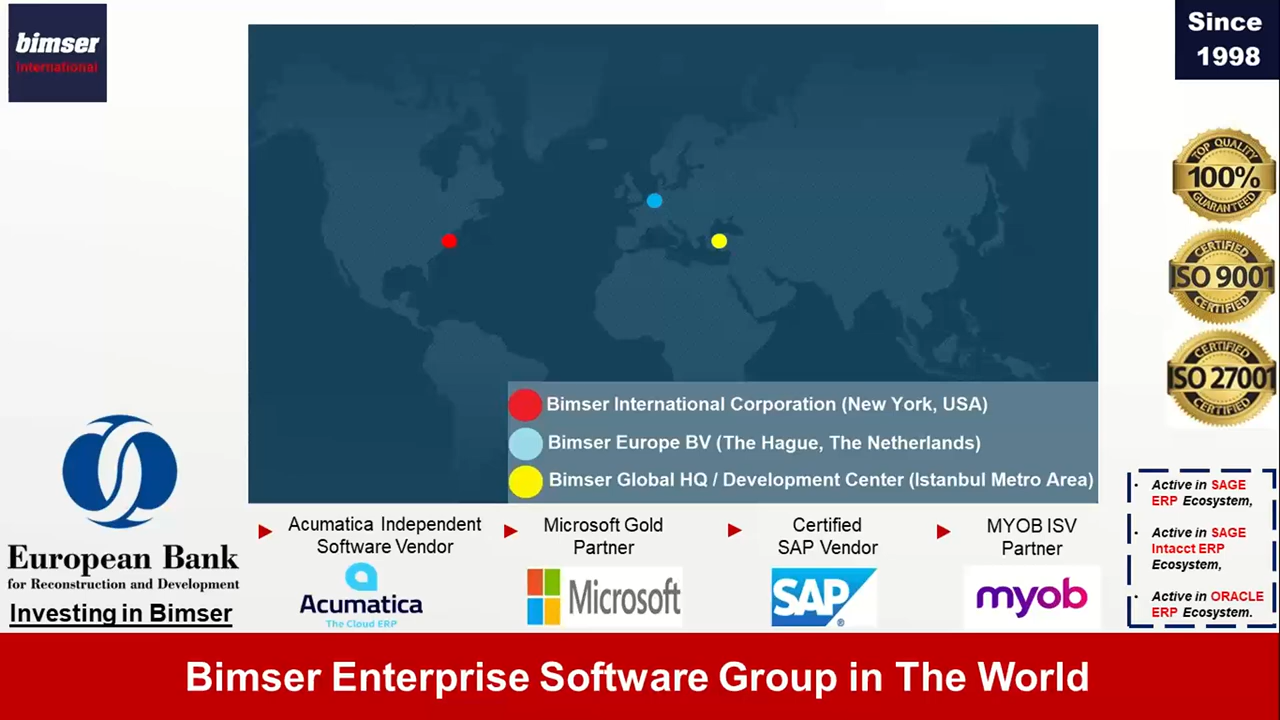 bimser
International
Since
1998
TOP QUALITY
100%
GUARANTEED
CERTIFIED
ISO 9001
CERTIFIED
CERTIFIED
ISO 27001
CERTIFIED
Bimser International Corporation (New York, USA)
Bimser Europe BV (The Hague, The Netherlands)
Bimser Global HQ / Development Center (Istanbul Metro Area)
European Bank
for Reconstruction and Development
Investing in Bimser
Acumatica Independent
Software Vendor
Acumatica
The Cloud ERP
Microsoft Gold
Partner
Microsoft
Certified
SAP Vendor
SAP®
MYOB ISV
Partner
myob
• Active in SAGE
ERP Ecosystem,
• Active in SAGE
Intacct ERP
Ecosystem,
• Active in ORACLE
ERP Ecosystem.
Bimser Enterprise Software Group in The World